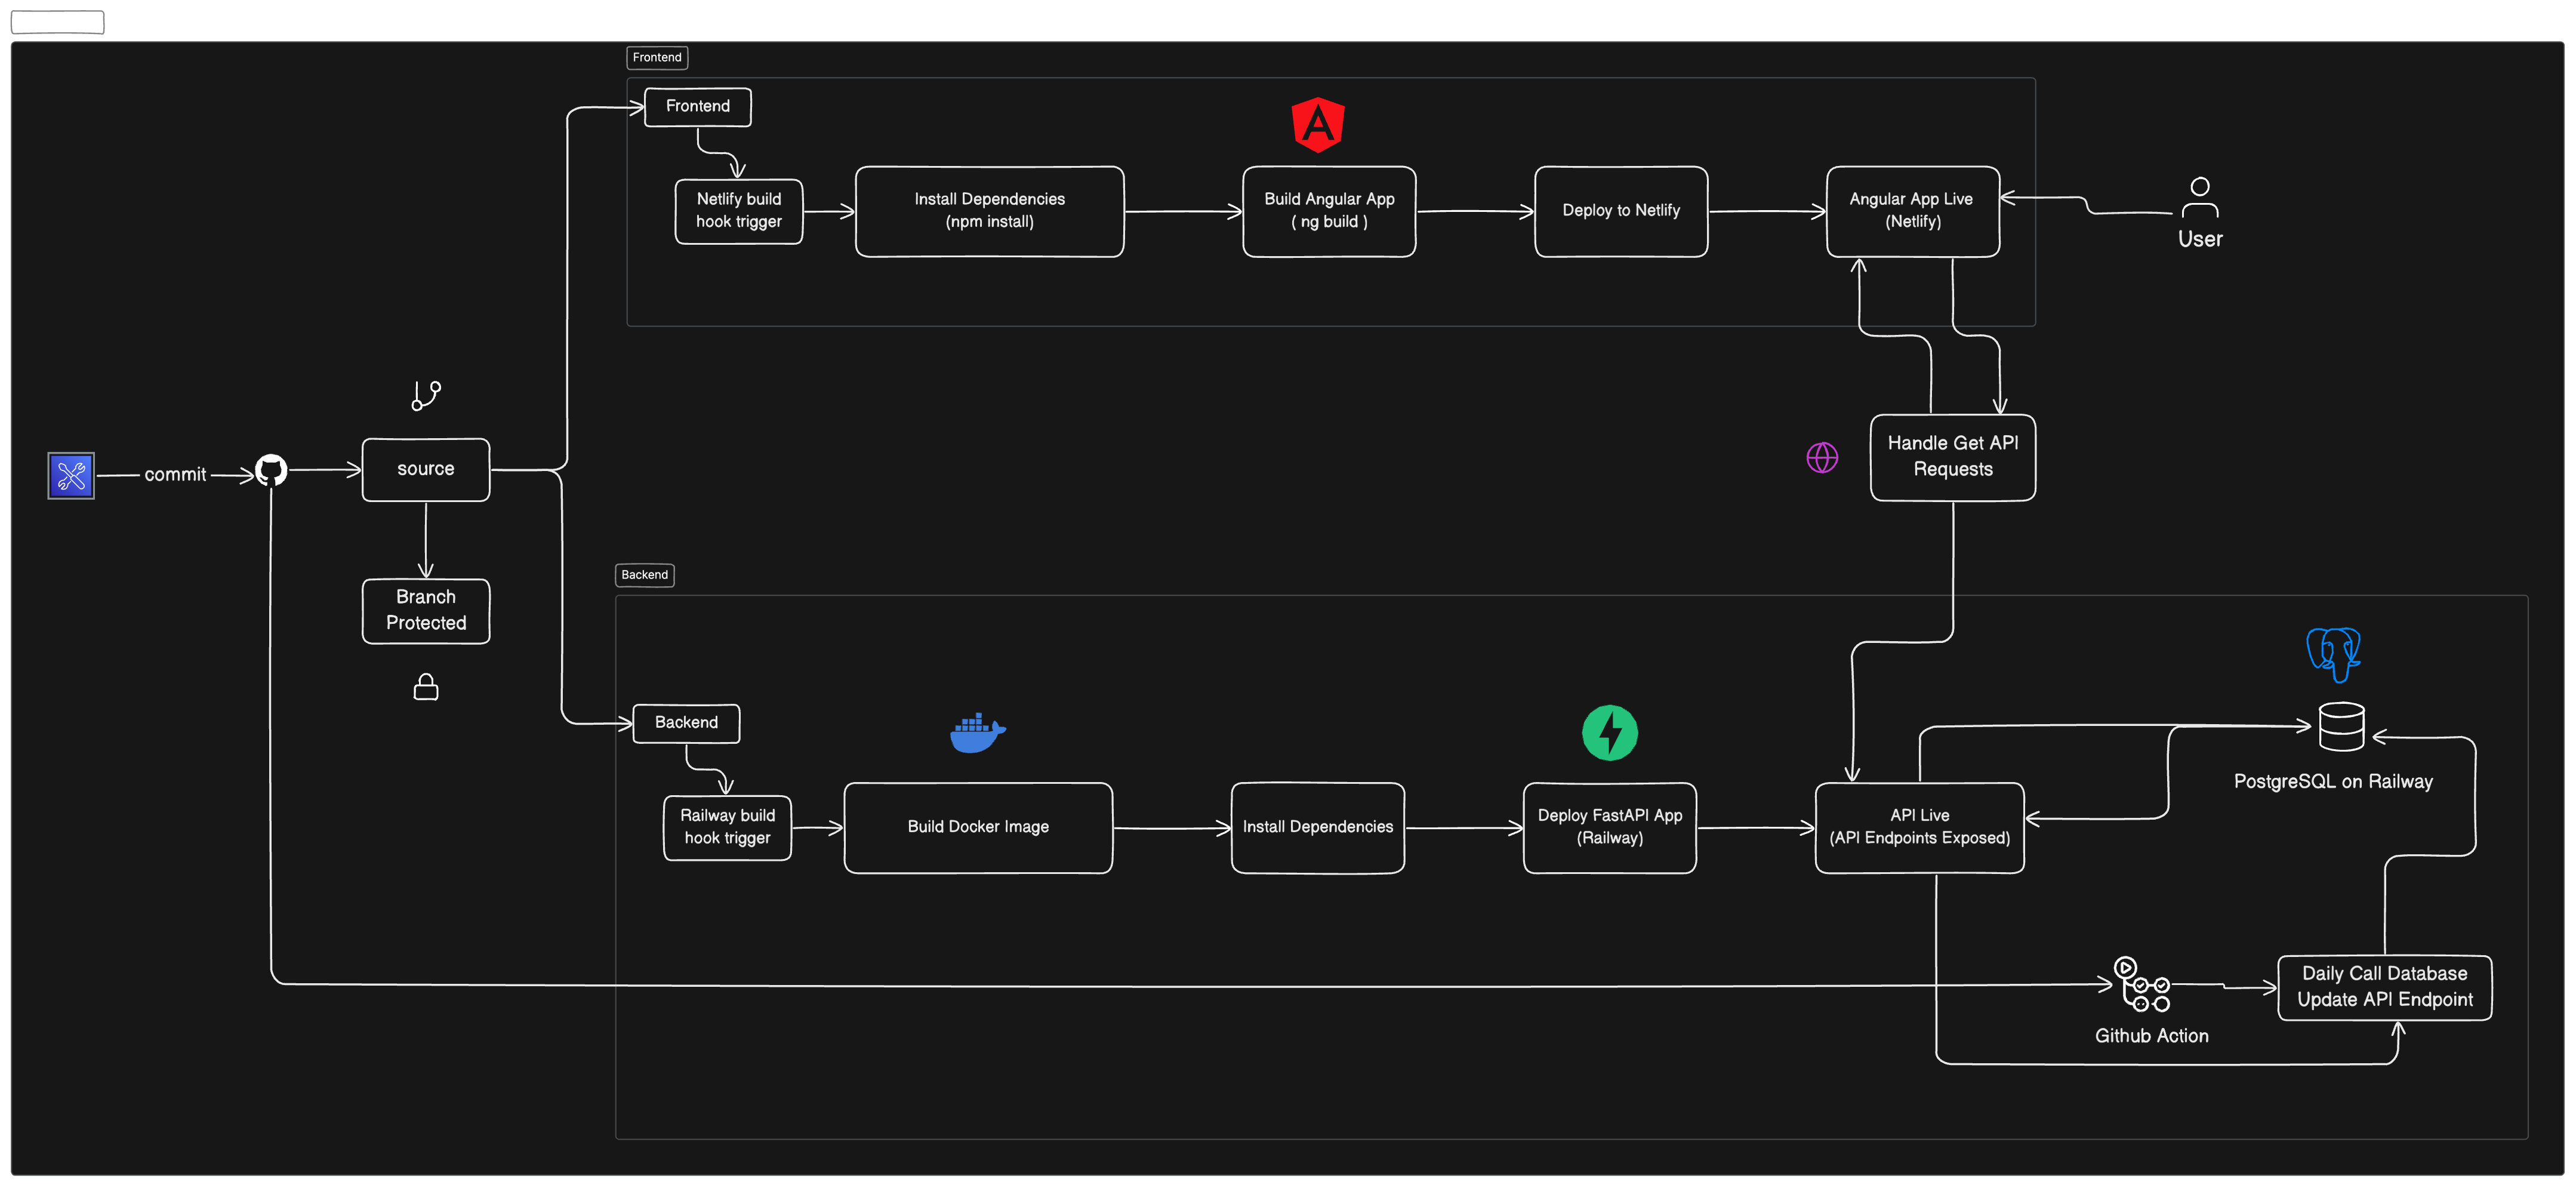 Frontend
Frontend
Netlify build
hook trigger
Install Dependencies
(npm install)
Build Angular App
( ng build )
Deploy to Netlify
Angular App Live
(Netlify)
User
commit
source
Branch
Protected
Handle Get API
Requests
Backend
Backend
Railway build
hook trigger
Build Docker Image
Install Dependencies
Deploy FastAPI App
(Railway)
API Live
(API Endpoints Exposed)
PostgreSQL on Railway
Github Action
Daily Call Database
Update API Endpoint